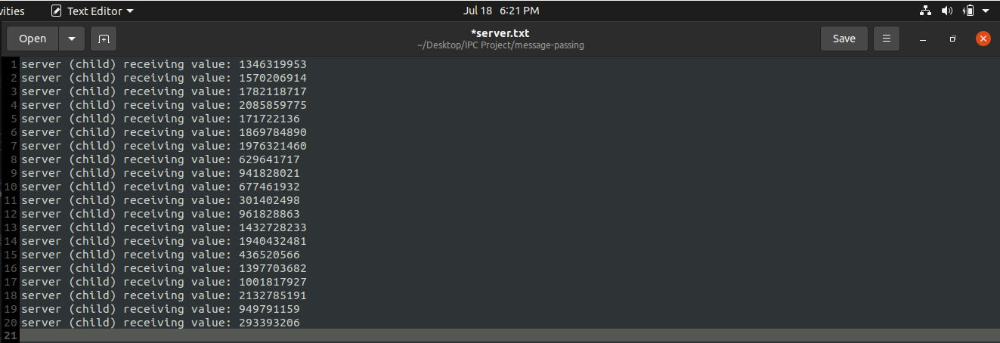 vities Text Editor Jul 18 6:21 PM
Open *server.txt Save
~/Desktop/IPC Project/message-passing
1 server (child) receiving value: 1346319953
2 server (child) receiving value: 1570206914
3 server (child) receiving value: 1782118717
4 server (child) receiving value: 2085859775
5 server (child) receiving value: 171722136
6 server (child) receiving value: 1869784890
7 server (child) receiving value: 1976321460
8 server (child) receiving value: 629641717
9 server (child) receiving value: 941828021
10 server (child) receiving value: 677461932
11 server (child) receiving value: 301402498
12 server (child) receiving value: 961828863
13 server (child) receiving value: 1432728233
14 server (child) receiving value: 1940432481
15 server (child) receiving value: 436520566
16 server (child) receiving value: 1397703682
17 server (child) receiving value: 1001817927
18 server (child) receiving value: 2132785191
19 server (child) receiving value: 949791159
20 server (child) receiving value: 293393206
21